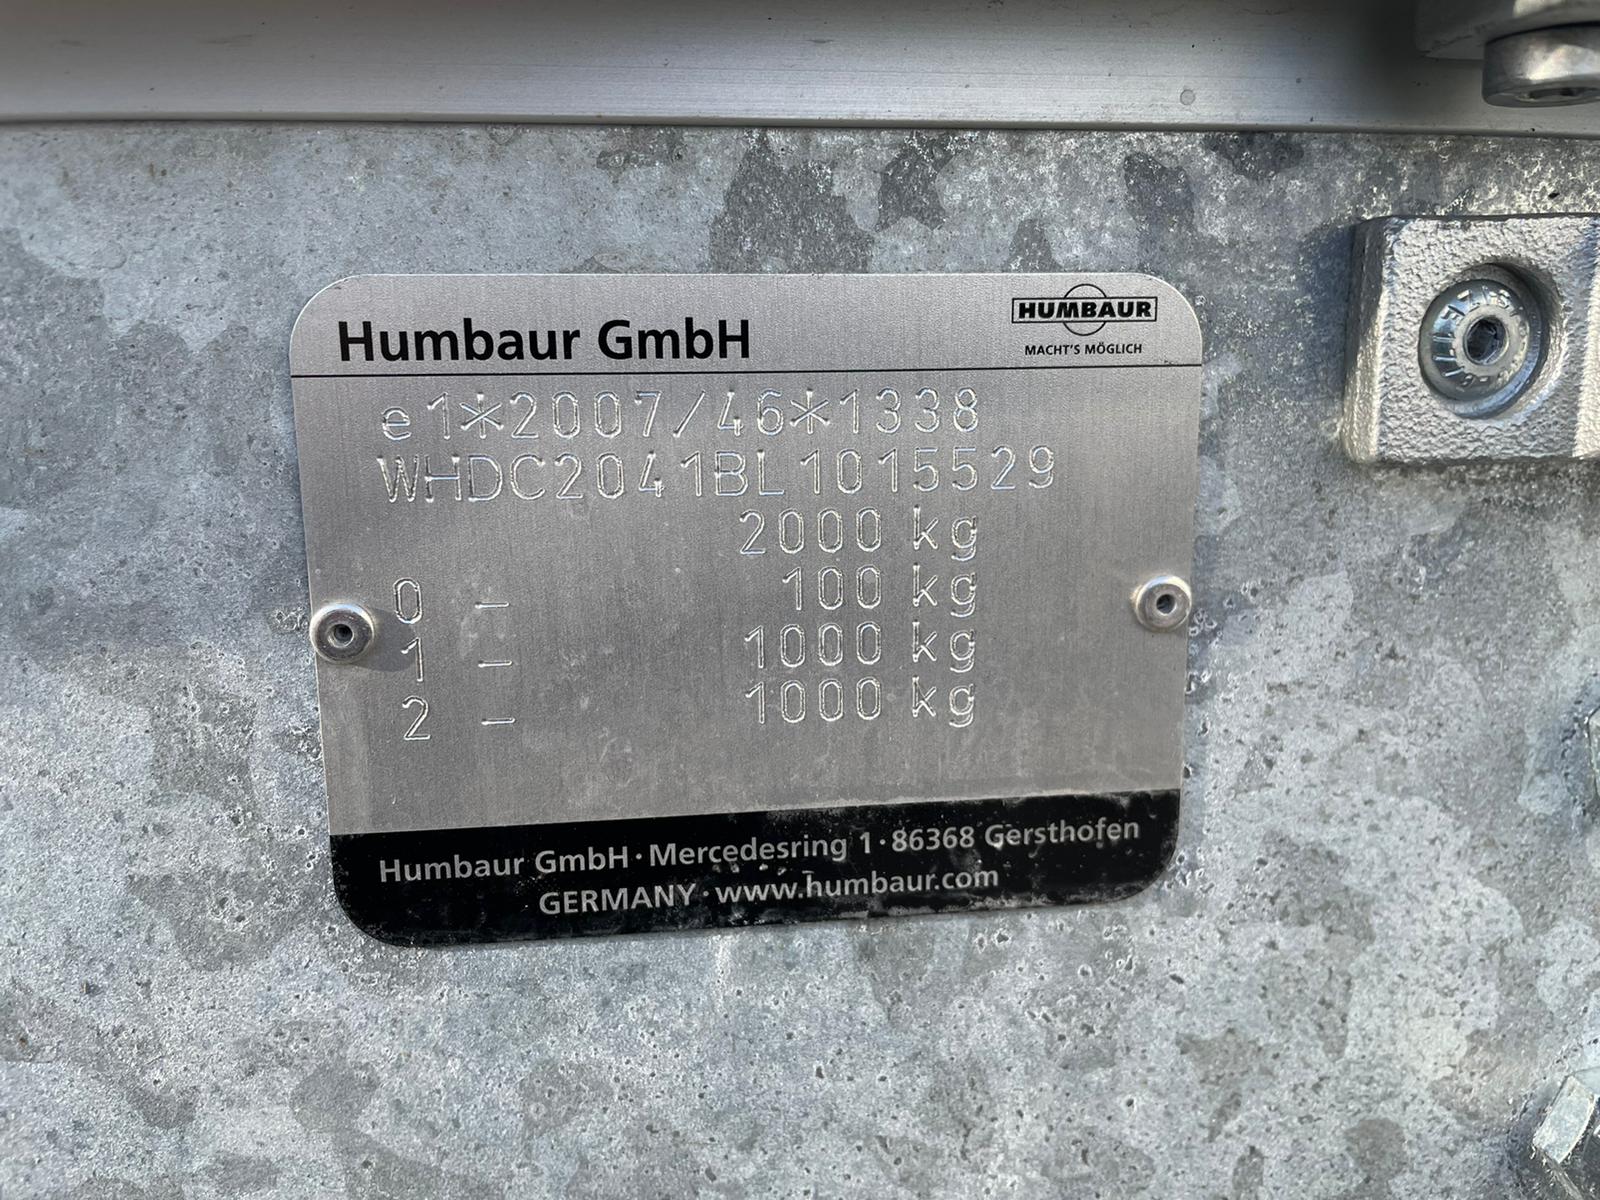 Humbaur GmbH
HUMBAUR
MACHT'S MÖGLICH
e1*2007/46*1338
WHDC2041BL1015529
2000 kg
0 - 100 kg
1 - 1000 kg
2 - 1000 kg
Humbaur GmbH · Mercedesring 1 · 86368 Gersthofen
GERMANY · www.humbaur.com